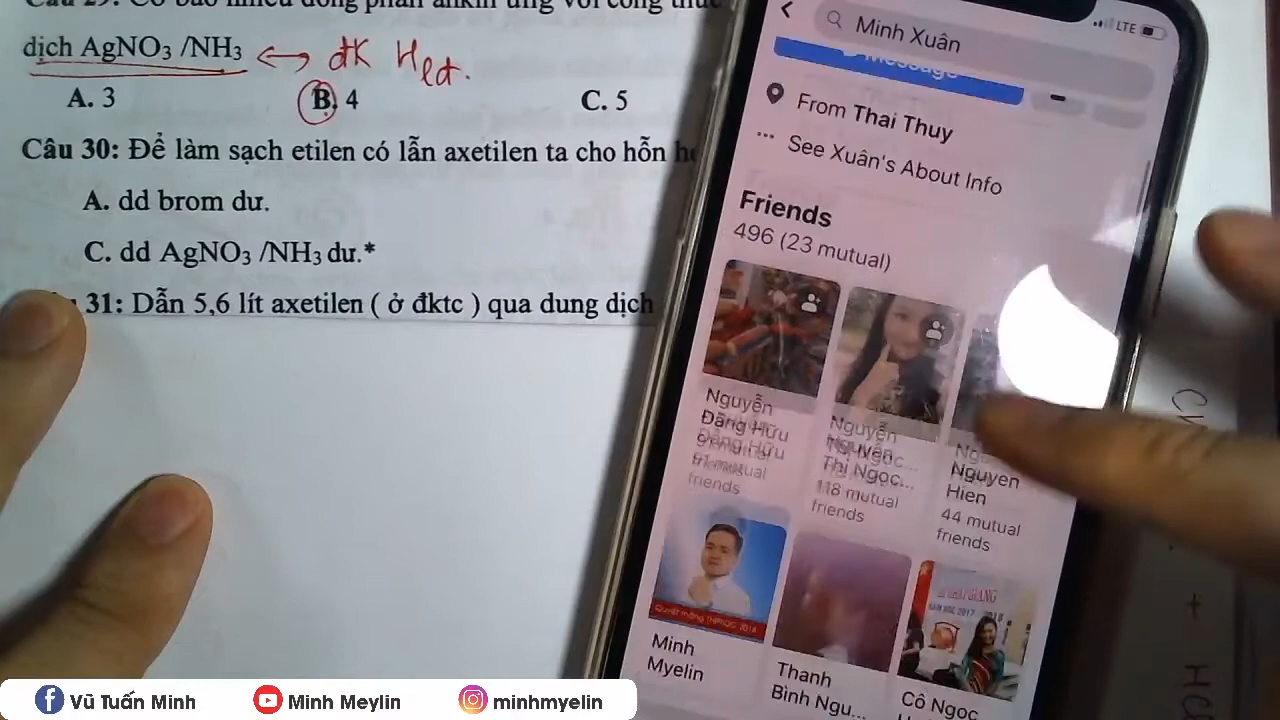 dịch AgNO₃ /NH₃ ↔ đk Hlđ.
A. 3 B. 4 C. 5
Câu 30: Để làm sạch etilen có lẫn axetilen ta cho hỗn
A. dd brom dư.
C. dd AgNO₃ /NH₃ dư.*
31: Dẫn 5,6 lít axetilen ( ở đktc ) qua dung dịch
Minh Xuân
LTE
Message
From Thai Thuy
See Xuân's About Info
Friends
496 (23 mutual)
Nguyễn
Đăng Hữu
friends
Nguyễn
Thị Ngọc...
118 mutual
friends
Nguyen
Hien
44 mutual
friends
Minh
Myelin
Thanh
Bình Ngu...
Cô Ngọc
Vũ Tuấn Minh
Minh Meylin
minhmyelin